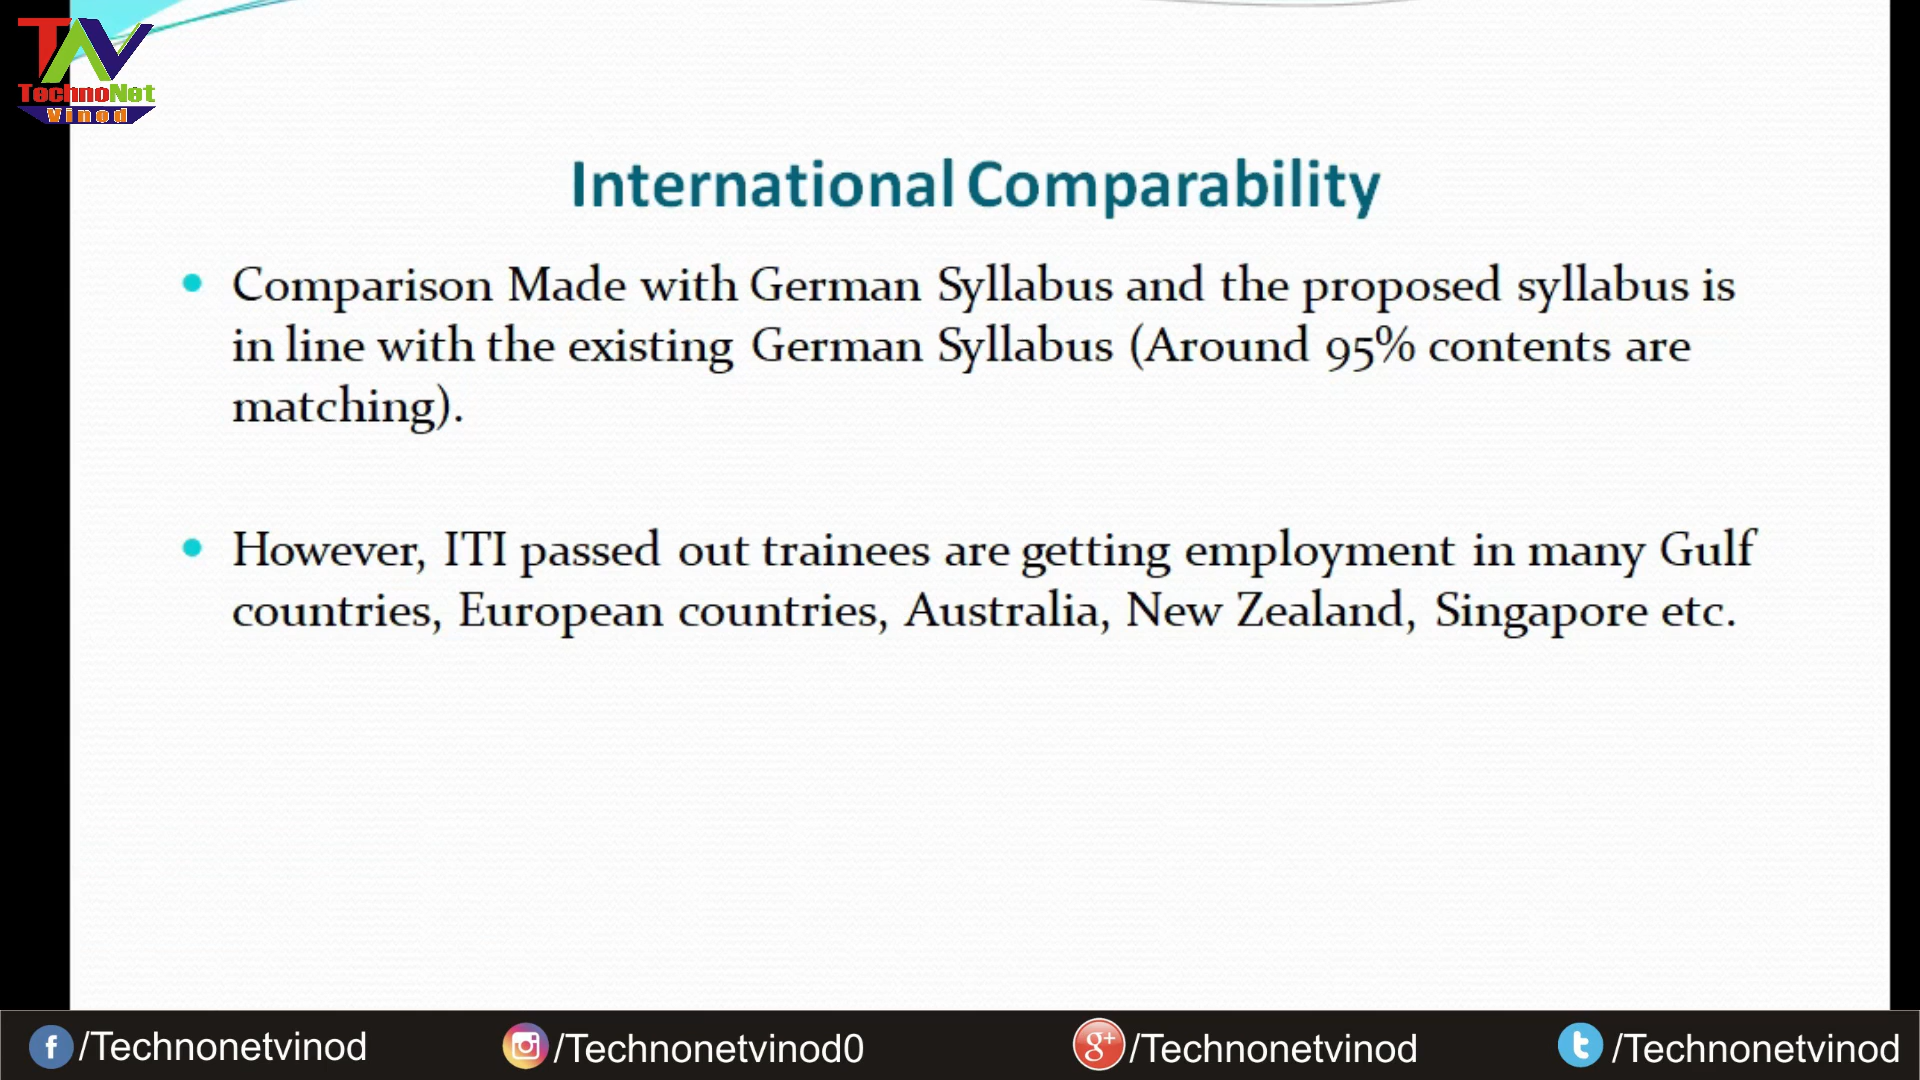 TNV
TechnoNet
Vinod
International Comparability
Comparison Made with German Syllabus and the proposed syllabus is
in line with the existing German Syllabus (Around 95% contents are
matching).
However, ITI passed out trainees are getting employment in many Gulf
countries, European countries, Australia, New Zealand, Singapore etc.
/Technonetvinod
/Technonetvinod0
/Technonetvinod
/Technonetvinod